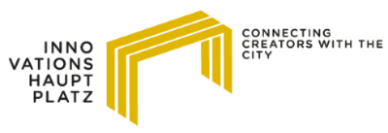 INNO
VATIONS
HAUPT
PLATZ
CONNECTING
CREATORS WITH THE
CITY